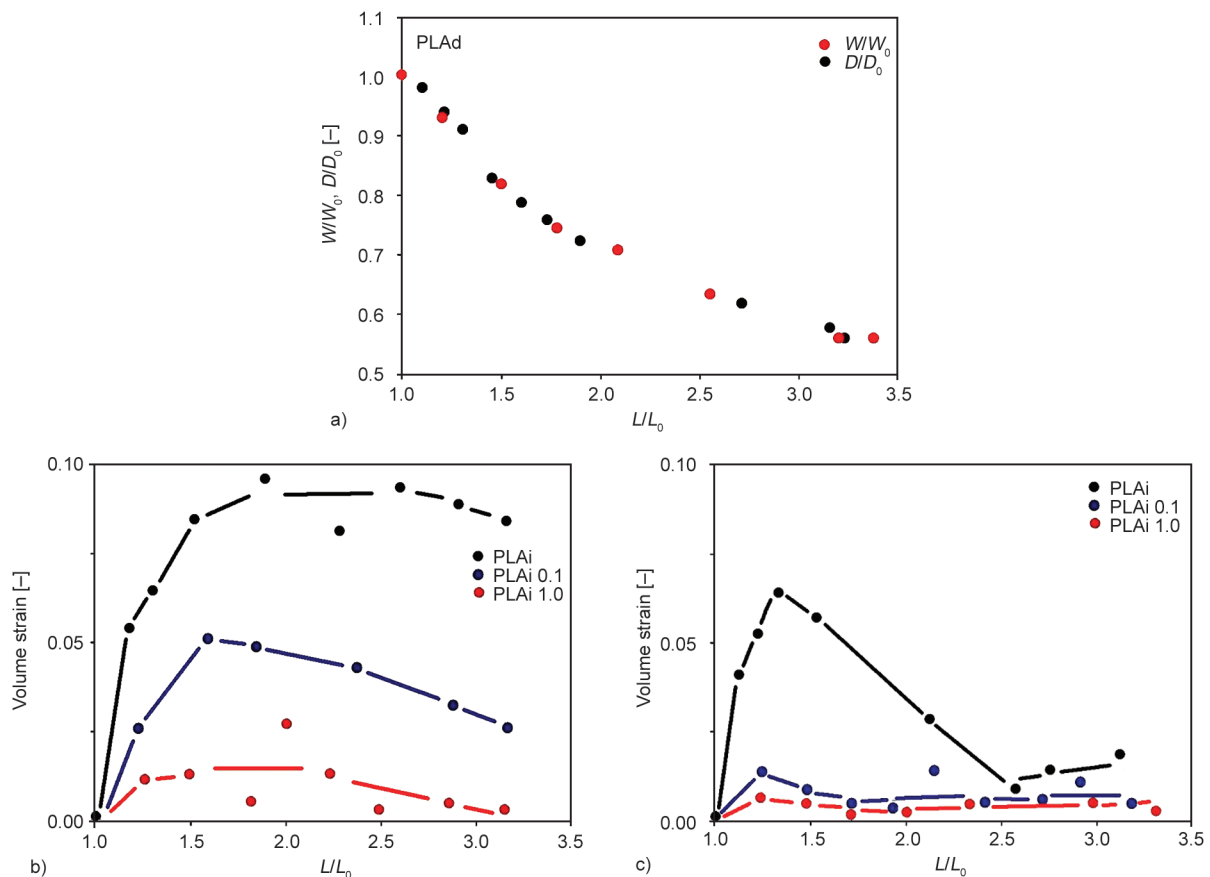 1.1
1.0
0.9
0.8
0.7
0.6
0.5
W/W₀, D/D₀ [–]
PLAd
W/W₀
D/D₀
1.0 1.5 2.0 2.5 3.0 3.5
L/L₀
a)
0.10
0.05
0.00
Volume strain [–]
PLAi
PLAi 0.1
PLAi 1.0
1.0 1.5 2.0 2.5 3.0 3.5
L/L₀
b)
0.10
0.05
0.00
Volume strain [–]
PLAi
PLAi 0.1
PLAi 1.0
1.0 1.5 2.0 2.5 3.0 3.5
L/L₀
c)